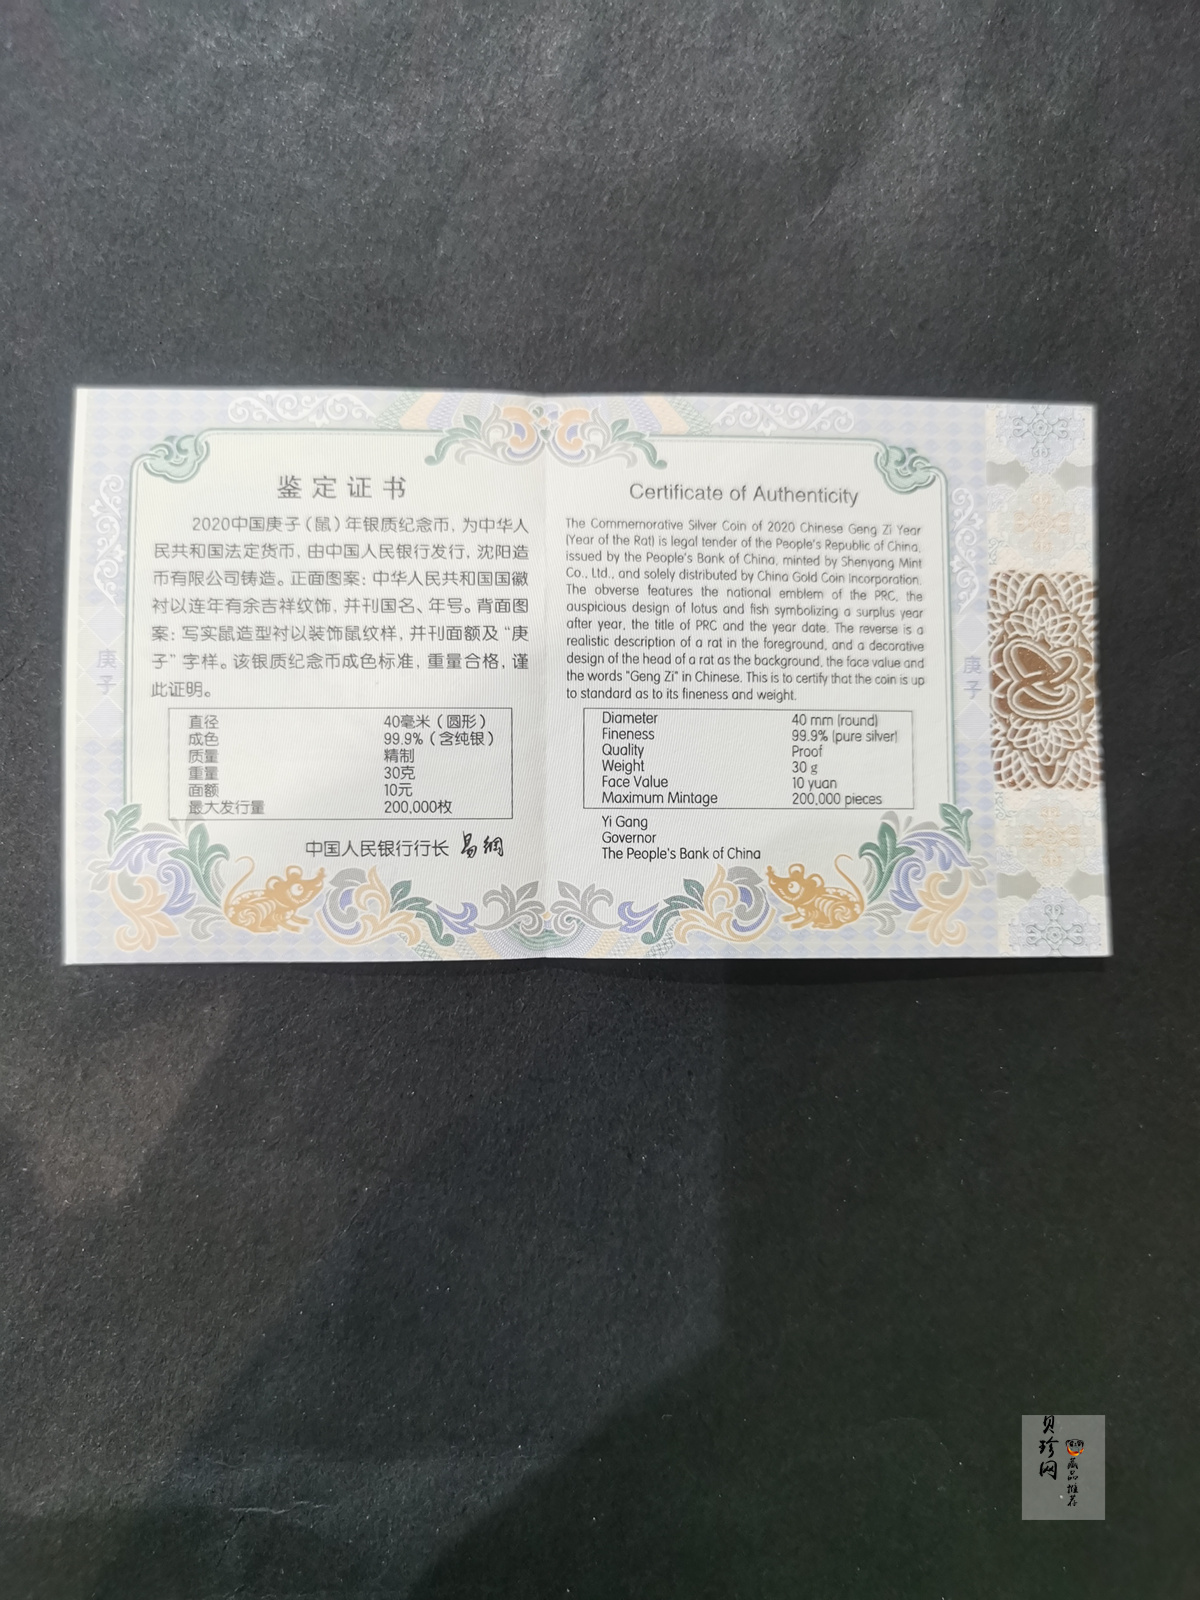 鉴定证书
2020中国庚子（鼠）年银质纪念币，为中华人
民共和国法定货币，由中国人民银行发行，沈阳造
币有限公司铸造。正面图案：中华人民共和国国徽
衬以连年有余吉祥纹饰，并刊国名、年号。背面图
案：写实鼠造型衬以装饰鼠纹样，并刊面额及“庚
子”字样。该银质纪念币成色标准，重量合格，谨
此证明。
直径 40毫米（圆形）
成色 99.9%（含纯银）
质量 精制
重量 30克
面额 10元
最大发行量 200,000枚
中国人民银行行长 易纲
庚子
Certificate of Authenticity
The Commemorative Silver Coin of 2020 Chinese Geng Zi Year
(Year of the Rat) is legal tender of the People's Republic of China,
issued by the People's Bank of China, minted by Shenyang Mint
Co., Ltd., and solely distributed by China Gold Coin Incorporation.
The obverse features the national emblem of the PRC, the
auspicious design of lotus and fish symbolizing a surplus year
after year, the title of PRC and the year date. The reverse is a
realistic description of a rat in the foreground, and a decorative
design of the head of a rat as the background, the face value and
the words "Geng Zi" in Chinese. This is to certify that the coin is up
to standard as to its fineness and weight.
Diameter 40 mm (round)
Fineness 99.9% (pure silver)
Quality Proof
Weight 30 g
Face Value 10 yuan
Maximum Mintage 200,000 pieces
Yi Gang
Governor
The People's Bank of China
庚子
贝珍网
藏品推荐